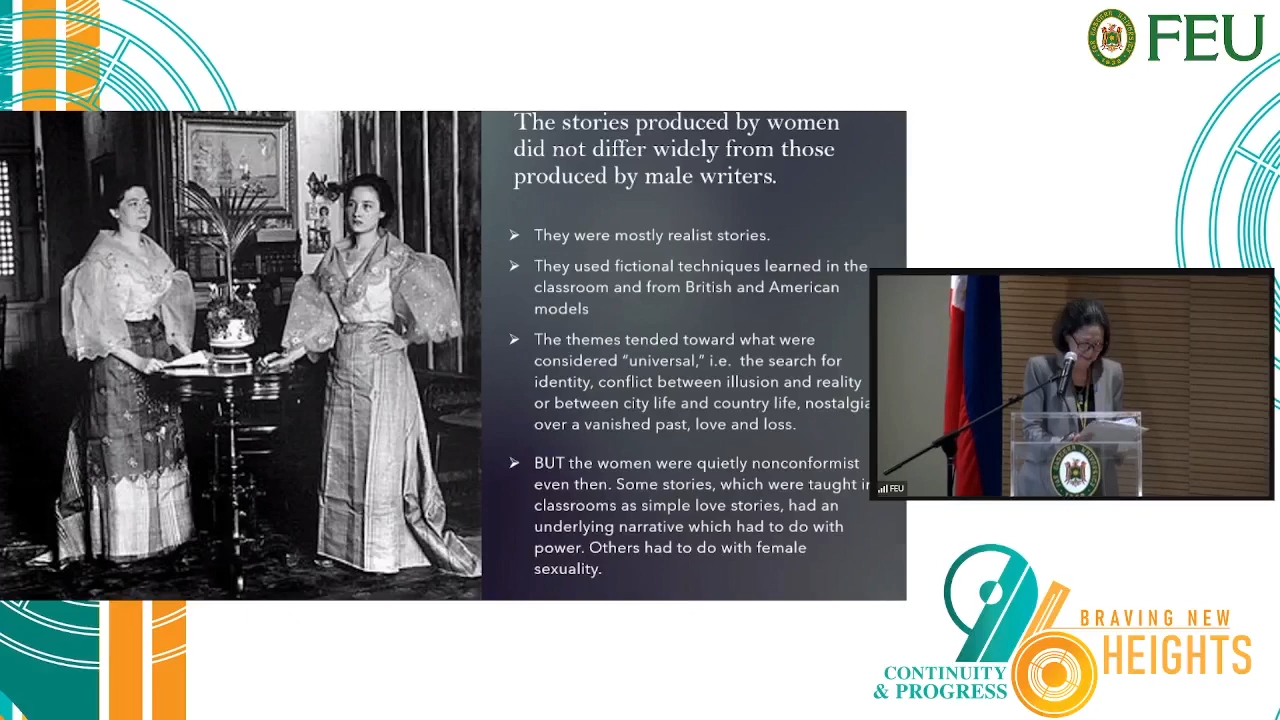 FEU
The stories produced by women
did not differ widely from those
produced by male writers.
➢ They were mostly realist stories.
➢ They used fictional techniques learned in the
classroom and from British and American
models
➢ The themes tended toward what were
considered “universal,” i.e. the search for
identity, conflict between illusion and reality
or between city life and country life, nostalgia
over a vanished past, love and loss.
➢ BUT the women were quietly nonconformist
even then. Some stories, which were taught in
classrooms as simple love stories, had an
underlying narrative which had to do with
power. Others had to do with female
sexuality.
FEU
96
BRAVING NEW
HEIGHTS
CONTINUITY
& PROGRESS